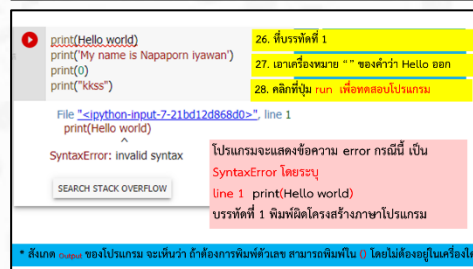 print(Hello world)
print('My name is Napaporn iyawan')
print(0)
print("kkss")
26. ที่บรรทัดที่ 1
27. เอาเครื่องหมาย “” ของคำว่า Hello ออก
28. คลิกที่ปุ่ม run เพื่อทดสอบโปรแกรม
File "<ipython-input-7-21bd12d868d0>", line 1
print(Hello world)
^
SyntaxError: invalid syntax
SEARCH STACK OVERFLOW
โปรแกรมจะแสดงข้อความ error กรณีนี้ เป็น
SyntaxError โดยระบุ
line 1 print(Hello world)
บรรทัดที่ 1 พิมพ์ผิดโครงสร้างภาษาโปรแกรม
* สังเกต Output ของโปรแกรม จะเห็นว่า ถ้าต้องการพิมพ์ตัวเลข สามารถพิมพ์ใน () โดยไม่ต้องอยู่ในเครื่อง